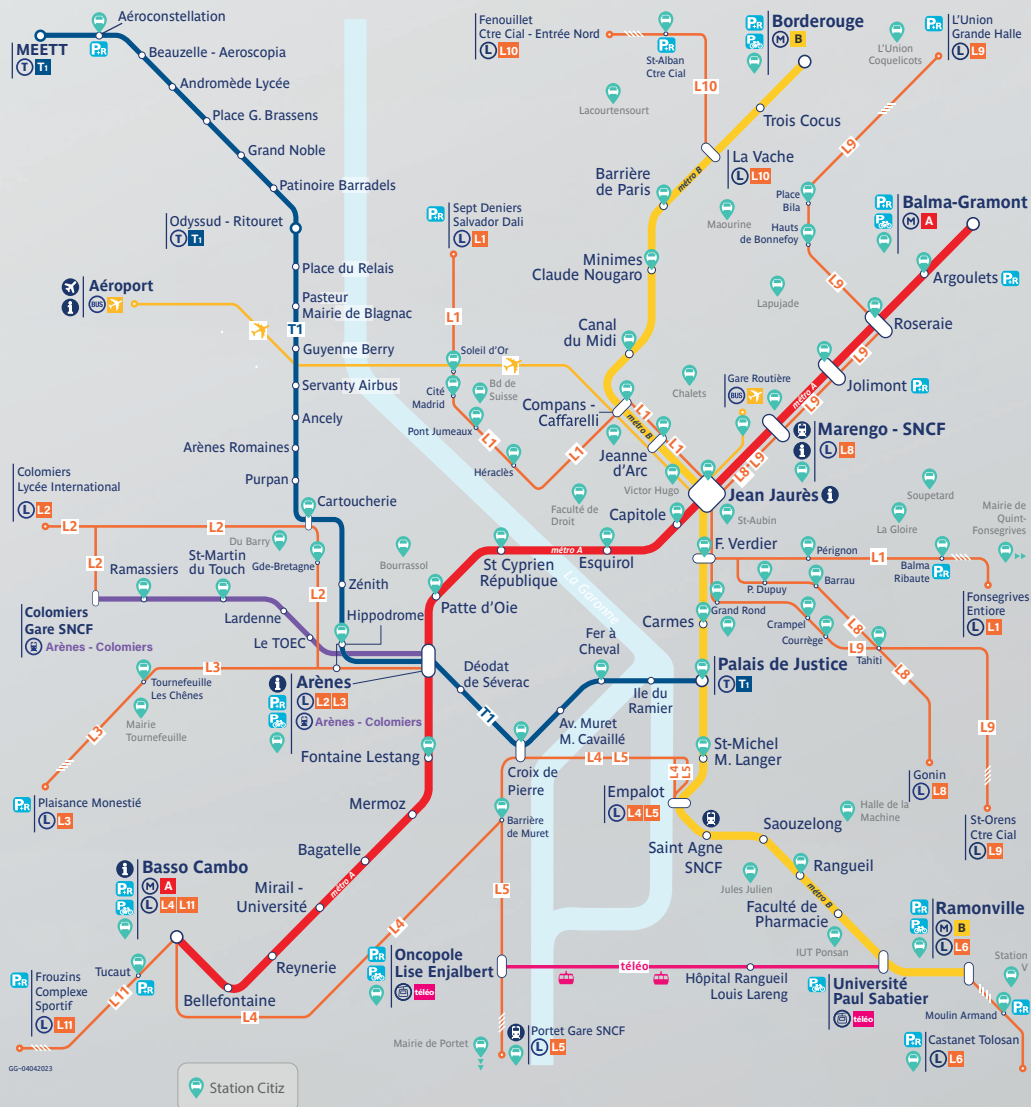 Aéroconstellation
P+R
MEETT
T T1
Beauzelle - Aeroscopia
Andromède Lycée
Place G. Brassens
Grand Noble
Patinoire Barradels
Odyssud - Ritouret
T T1
Place du Relais
Pasteur
Mairie de Blagnac
T1
Guyenne Berry
Servanty Airbus
Ancely
Arènes Romaines
Purpan
Cartoucherie
Zénith
Hippodrome
Fenouillet
Ctre Cial - Entrée Nord
L L10
P+R
St-Alban
Ctre Cial
L10
Lacourtensourt
P+R
Borderouge
M B
Trois Cocus
La Vache
L L10
métro B
Barrière
de Paris
Maourine
Minimes
Claude Nougaro
Canal
du Midi
L'Union
Coquelicots
P+R
L'Union
Grande Halle
L L9
L9
Place
Bila
Hauts
de Bonnefoy
L9
P+R
Balma-Gramont
M A
Argoulets P+R
Roseraie
Lapujade
L9
Jolimont P+R
métro A
Chalets
Gare Routière
BUS
Marengo - SNCF
L L8
L8 L9
P+R
Sept Deniers
Salvador Dali
L L1
L1
Soleil d'Or
Cité
Madrid
Bd de
Suisse
Pont Jumeaux
L1
Héraclès
L1
Aéroport
BUS
Compans -
Caffarelli
L1
métro B
L1
Jeanne
d'Arc
Victor Hugo
Faculté de
Droit
Jean Jaurès
Capitole
St-Aubin
Soupetard
La Gloire
Mairie de
Quint-
Fonsegrives
Colomiers
Lycée International
L L2
L2
L2
L2
L2
Du Barry
Gde-Bretagne
Ramassiers
St-Martin
du Touch
Bourrassol
Colomiers
Gare SNCF
Arènes - Colomiers
Lardenne
Le TOEC
métro A
St Cyprien
République
Esquirol
Patte d'Oie
La Garonne
F. Verdier
Pérignon
L1
Balma
Ribaute
P+R
Fonsegrives
Entiore
L L1
P. Dupuy
Barrau
Grand Rond
Crampel
Courrège
L8
L9
Tahiti
L8
L9
Carmes
Palais de Justice
T T1
Fer à
Cheval
Ile du
Ramier
Av. Muret
M. Cavaillé
Déodat
de Séverac
T1
Croix de
Pierre
L3
Tournefeuille
Les Chênes
Mairie
Tournefeuille
L3
P+R
Plaisance Monestié
L L3
P+R
Arènes
L L2 L3
Arènes - Colomiers
Fontaine Lestang
Mermoz
Bagatelle
métro A
Mirail -
Université
Reynerie
Bellefontaine
P+R
Basso Cambo
M A
L L4 L11
Tucaut
P+R
L11
P+R
Frouzins
Complexe
Sportif
L L11
L4
L4
L4 L5
L4
L5
Barrière
de Muret
L5
St-Michel
M. Langer
Empalot
L L4 L5
Saint Agne
SNCF
Saouzelong
Halle de la
Machine
Rangueil
Jules Julien
métro B
Faculté de
Pharmacie
IUT Ponsan
Gonin
L L8
St-Orens
Ctre Cial
L L9
P+R
Ramonville
M B
L L6
Station
V
P+R
Moulin Armand
P+R
Castanet Tolosan
L L6
P+R
Oncopole
Lise Enjalbert
téléo
téléo
Hôpital Rangueil
Louis Lareng
Université
Paul Sabatier
téléo
Portet Gare SNCF
L L5
Mairie de Portet
GG-04042023
Station Citiz